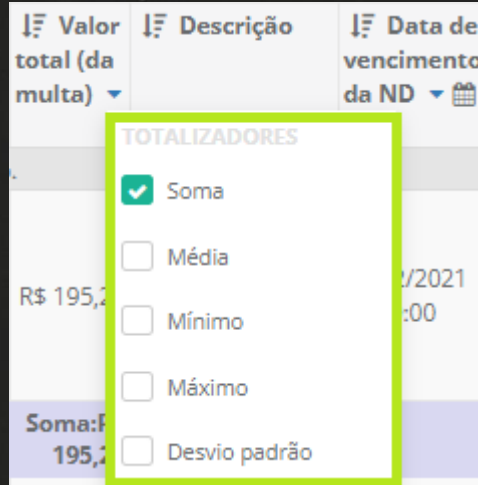 Valor total (da multa)
Descrição
Data de vencimento da ND
TOTALIZADORES
Soma
Média
Mínimo
Máximo
Desvio padrão
R$ 195,2
/2021
:00
Soma:
195,2